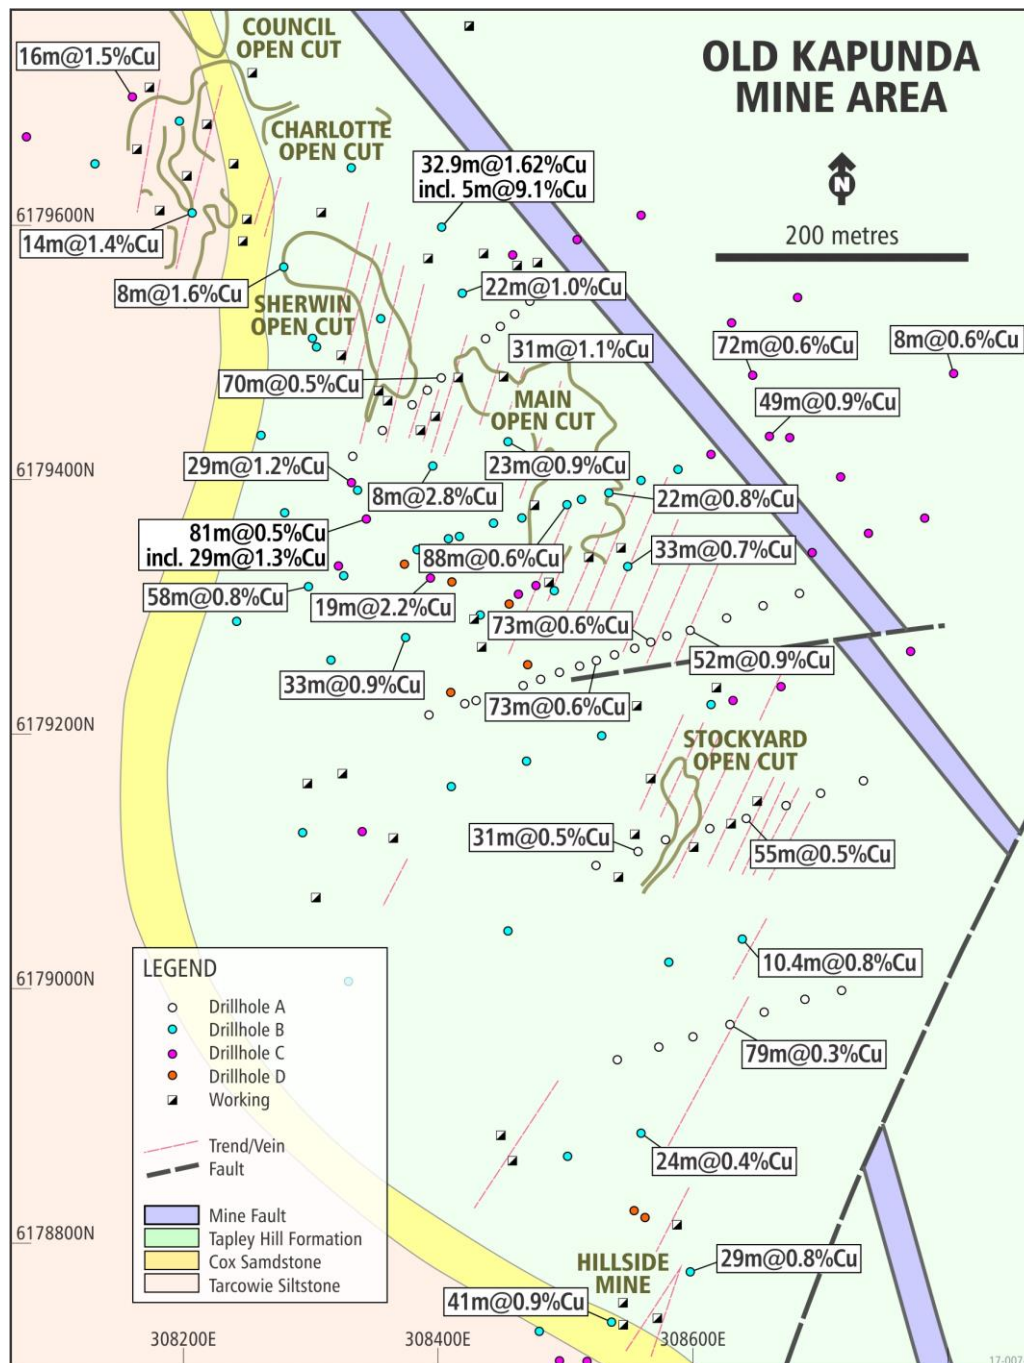 OLD KAPUNDA
MINE AREA
N
200 metres
COUNCIL
OPEN CUT
16m@1.5%Cu
CHARLOTTE
OPEN CUT
32.9m@1.62%Cu
incl. 5m@9.1%Cu
6179600N
14m@1.4%Cu
8m@1.6%Cu
22m@1.0%Cu
SHERWIN
OPEN CUT
31m@1.1%Cu
72m@0.6%Cu
8m@0.6%Cu
70m@0.5%Cu
MAIN
OPEN CUT
49m@0.9%Cu
29m@1.2%Cu
23m@0.9%Cu
6179400N
8m@2.8%Cu
22m@0.8%Cu
81m@0.5%Cu
incl. 29m@1.3%Cu
88m@0.6%Cu
33m@0.7%Cu
58m@0.8%Cu
19m@2.2%Cu
73m@0.6%Cu
52m@0.9%Cu
33m@0.9%Cu
73m@0.6%Cu
6179200N
STOCKYARD
OPEN CUT
31m@0.5%Cu
55m@0.5%Cu
10.4m@0.8%Cu
6179000N
79m@0.3%Cu
24m@0.4%Cu
LEGEND
Drillhole A
Drillhole B
Drillhole C
Drillhole D
Working
Trend/Vein
Fault
Mine Fault
Tapley Hill Formation
Cox Samdstone
Tarcowie Siltstone
6178800N
HILLSIDE
MINE
29m@0.8%Cu
41m@0.9%Cu
308200E
308400E
308600E
17-007